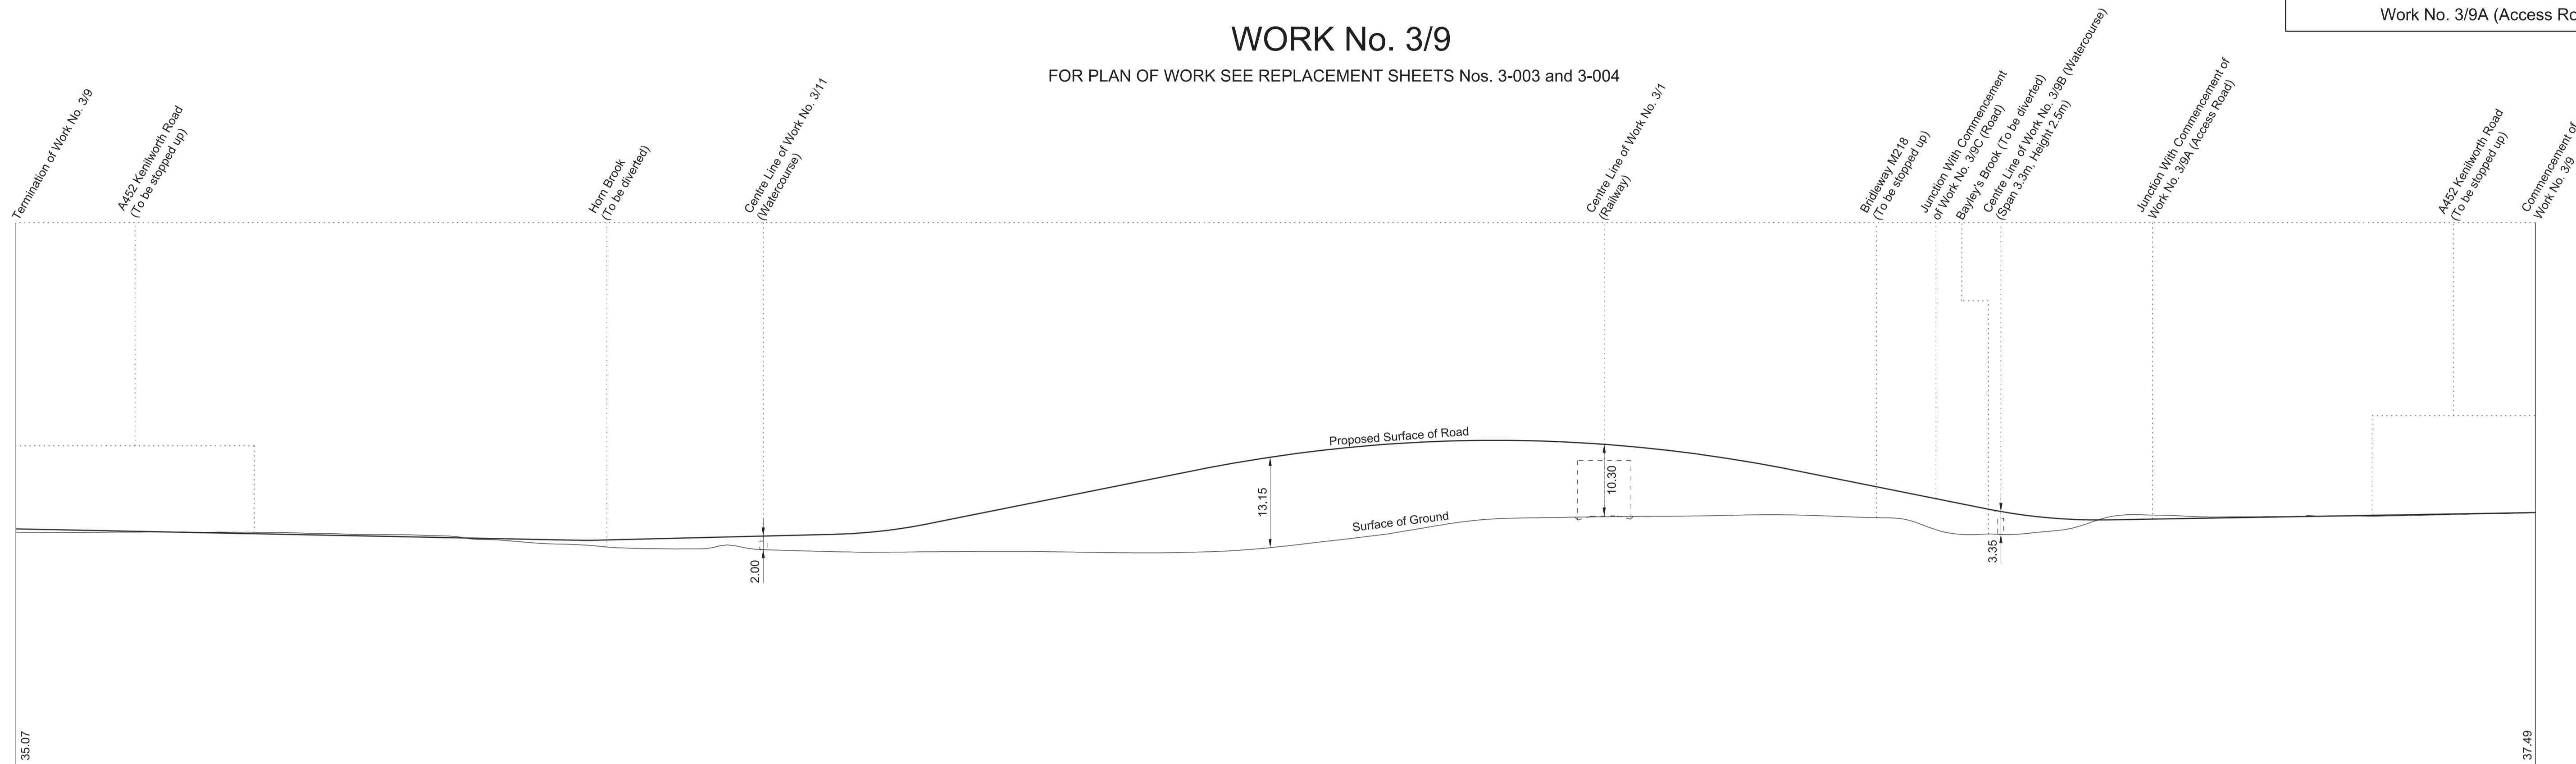 Work No. 3/9A (Access Ro
WORK No. 3/9
FOR PLAN OF WORK SEE REPLACEMENT SHEETS Nos. 3-003 and 3-004
Termination of Work No. 3/9
A452 Kenilworth Road
(To be stopped up)
Horn Brook
(To be diverted)
Centre Line of Work No. 3/11
(Watercourse)
Centre Line of Work No. 3/1
(Railway)
Bridleway M218
(To be stopped up)
Junction With Commencement
of Work No. 3/9C (Road)
Bayley's Brook (To be diverted)
Centre Line of Work No. 3/9B (Watercourse)
(Span 3.3m, Height 2.5m)
Junction With Commencement of
Work No. 3/9A (Access Road)
A452 Kenilworth Road
(To be stopped up)
Commencement of
Work No. 3/9
Proposed Surface of Road
13.15
10.30
Surface of Ground
2.00
3.35
35.07
37.49